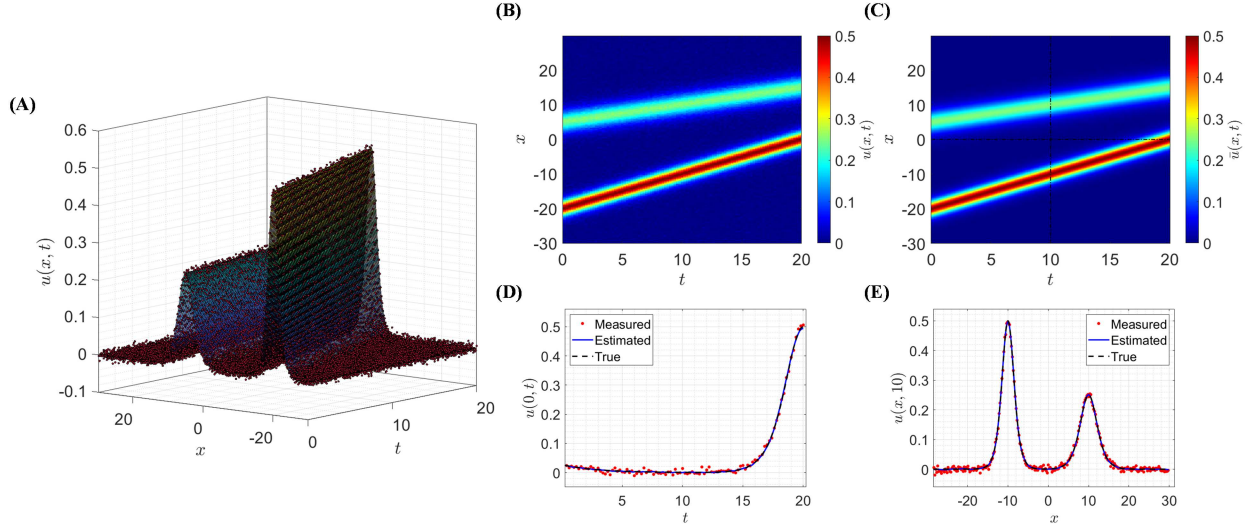 (A)
0.6
0.5
0.4
0.3
0.2
0.1
0
-0.1
u(x, t)
20
0
-20
x
0
10
20
t
(B)
20
10
0
-10
-20
-30
x
0
5
10
15
20
t
0.5
0.4
0.3
0.2
0.1
0
u(x, t)
(C)
20
10
0
-10
-20
-30
x
0
5
10
15
20
t
0.5
0.4
0.3
0.2
0.1
0
ū(x, t)
(D)
0.5
0.4
0.3
0.2
0.1
0
u(0, t)
Measured
Estimated
True
5
10
15
20
t
(E)
0.5
0.4
0.3
0.2
0.1
0
u(x, 10)
Measured
Estimated
True
-20
-10
0
10
20
30
x